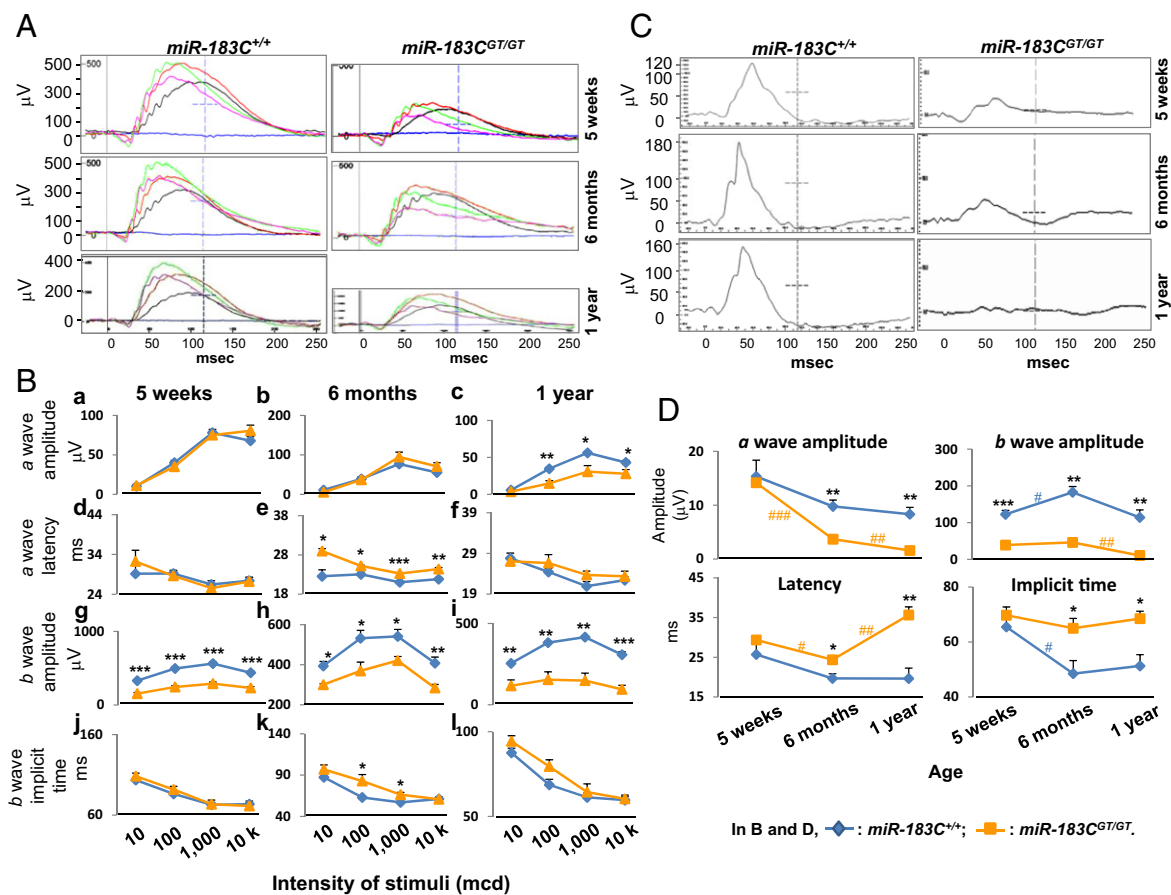 A
miR-183C+/+
miR-183CGT/GT
500
300
μV
100
0
500
300
μV
100
0
400
200
μV
0
5 weeks
6 months
1 year
0 50 100 150 200 250
0 50 100 150 200 250
msec
msec
C
miR-183C+/+
miR-183CGT/GT
120
100
μV
50
0
180
100
μV
0
160
100
μV
50
0
5 weeks
6 months
1 year
0 50 100 150 200 250
0 50 100 150 200 250
msec
msec
B
5 weeks
6 months
1 year
a wave amplitude μV
a
100
50
0
b
200
100
0
c
100
50
0
** * *
a wave latency ms
d
44
34
24
e
38
28
18
* * *** **
f
39
29
19
b wave amplitude μV
g
1000
0
*** *** *** ***
h
600
400
200
* * * **
i
500
0
** ** ** ***
b wave implicit time ms
j
160
60
k
140
90
40
* *
l
100
50
10 100 1,000 10 k
10 100 1,000 10 k
10 100 1,000 10 k
Intensity of stimuli (mcd)
D
a wave amplitude
Amplitude (μV)
20
10
0
### ** ## **
b wave amplitude
300
200
100
0
*** # ** ## **
Latency
ms
45
35
25
15
# * ## **
Implicit time
80
60
40
# * *
5 weeks 6 months 1 year
5 weeks 6 months 1 year
Age
In B and D, : miR-183C+/+; : miR-183CGT/GT.